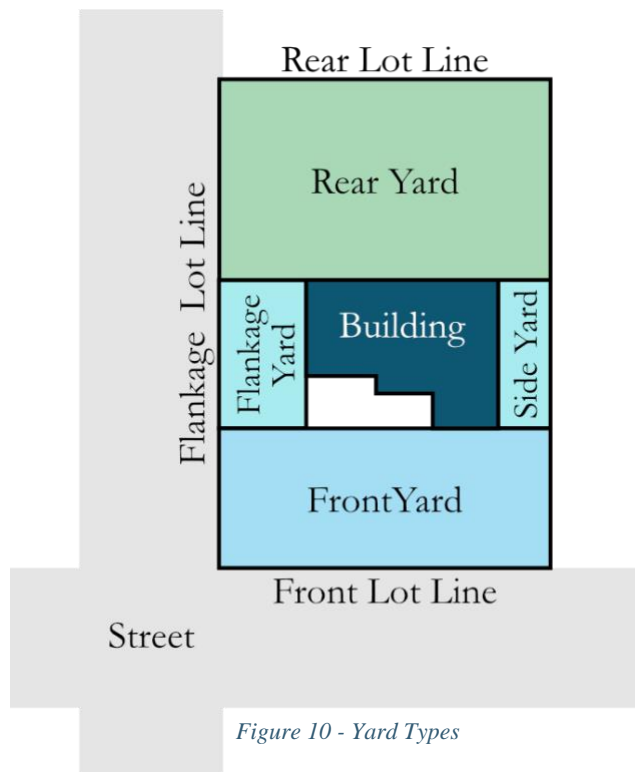 Rear Lot Line
Rear Yard
Flankage Lot Line
Flankage
Yard
Building
Side Yard
FrontYard
Front Lot Line
Street
Figure 10 - Yard Types